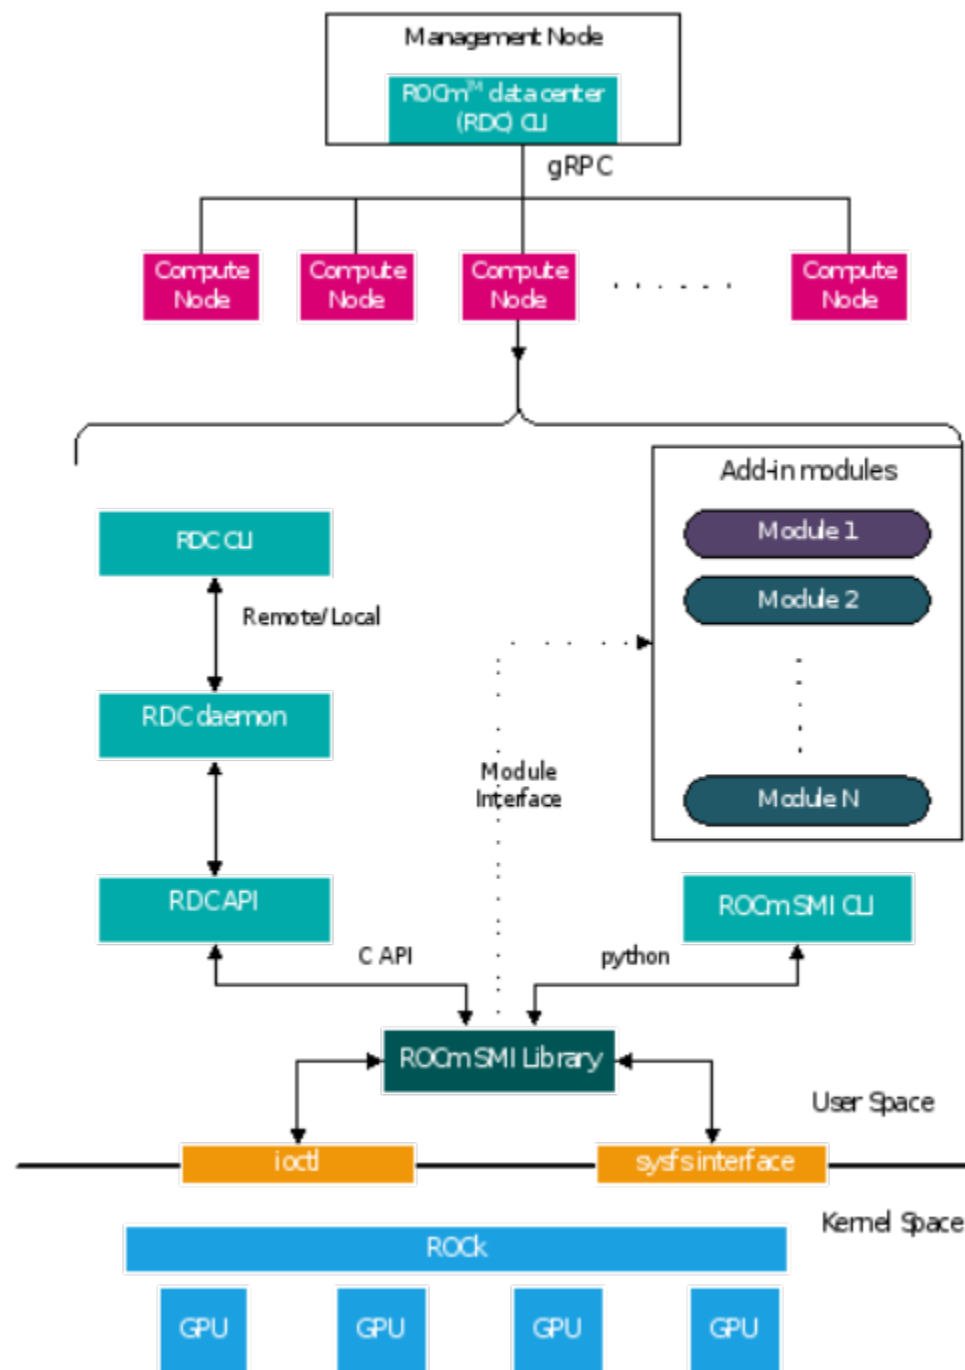 Management Node
ROCm™ data center
(RDC) CLI
gRPC
Compute
Node
Compute
Node
Compute
Node
Compute
Node
Add-in modules
Module 1
RDC CLI
Module 2
Remote/Local
RDC daemon
Module
Interface
Module N
RDC API
ROCm SMI CLI
C API
python
ROCm SMI Library
User Space
ioctl
sysfs interface
Kernel Space
ROCk
GPU
GPU
GPU
GPU